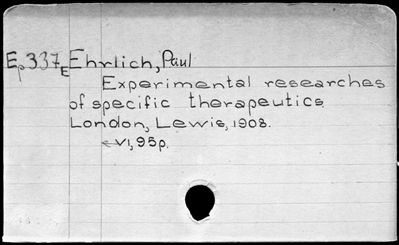 Ep337E Ehrlich, Paul
Experimental researches
of specific therapeutics
London, Lewis, 1908.
VI, 95p.